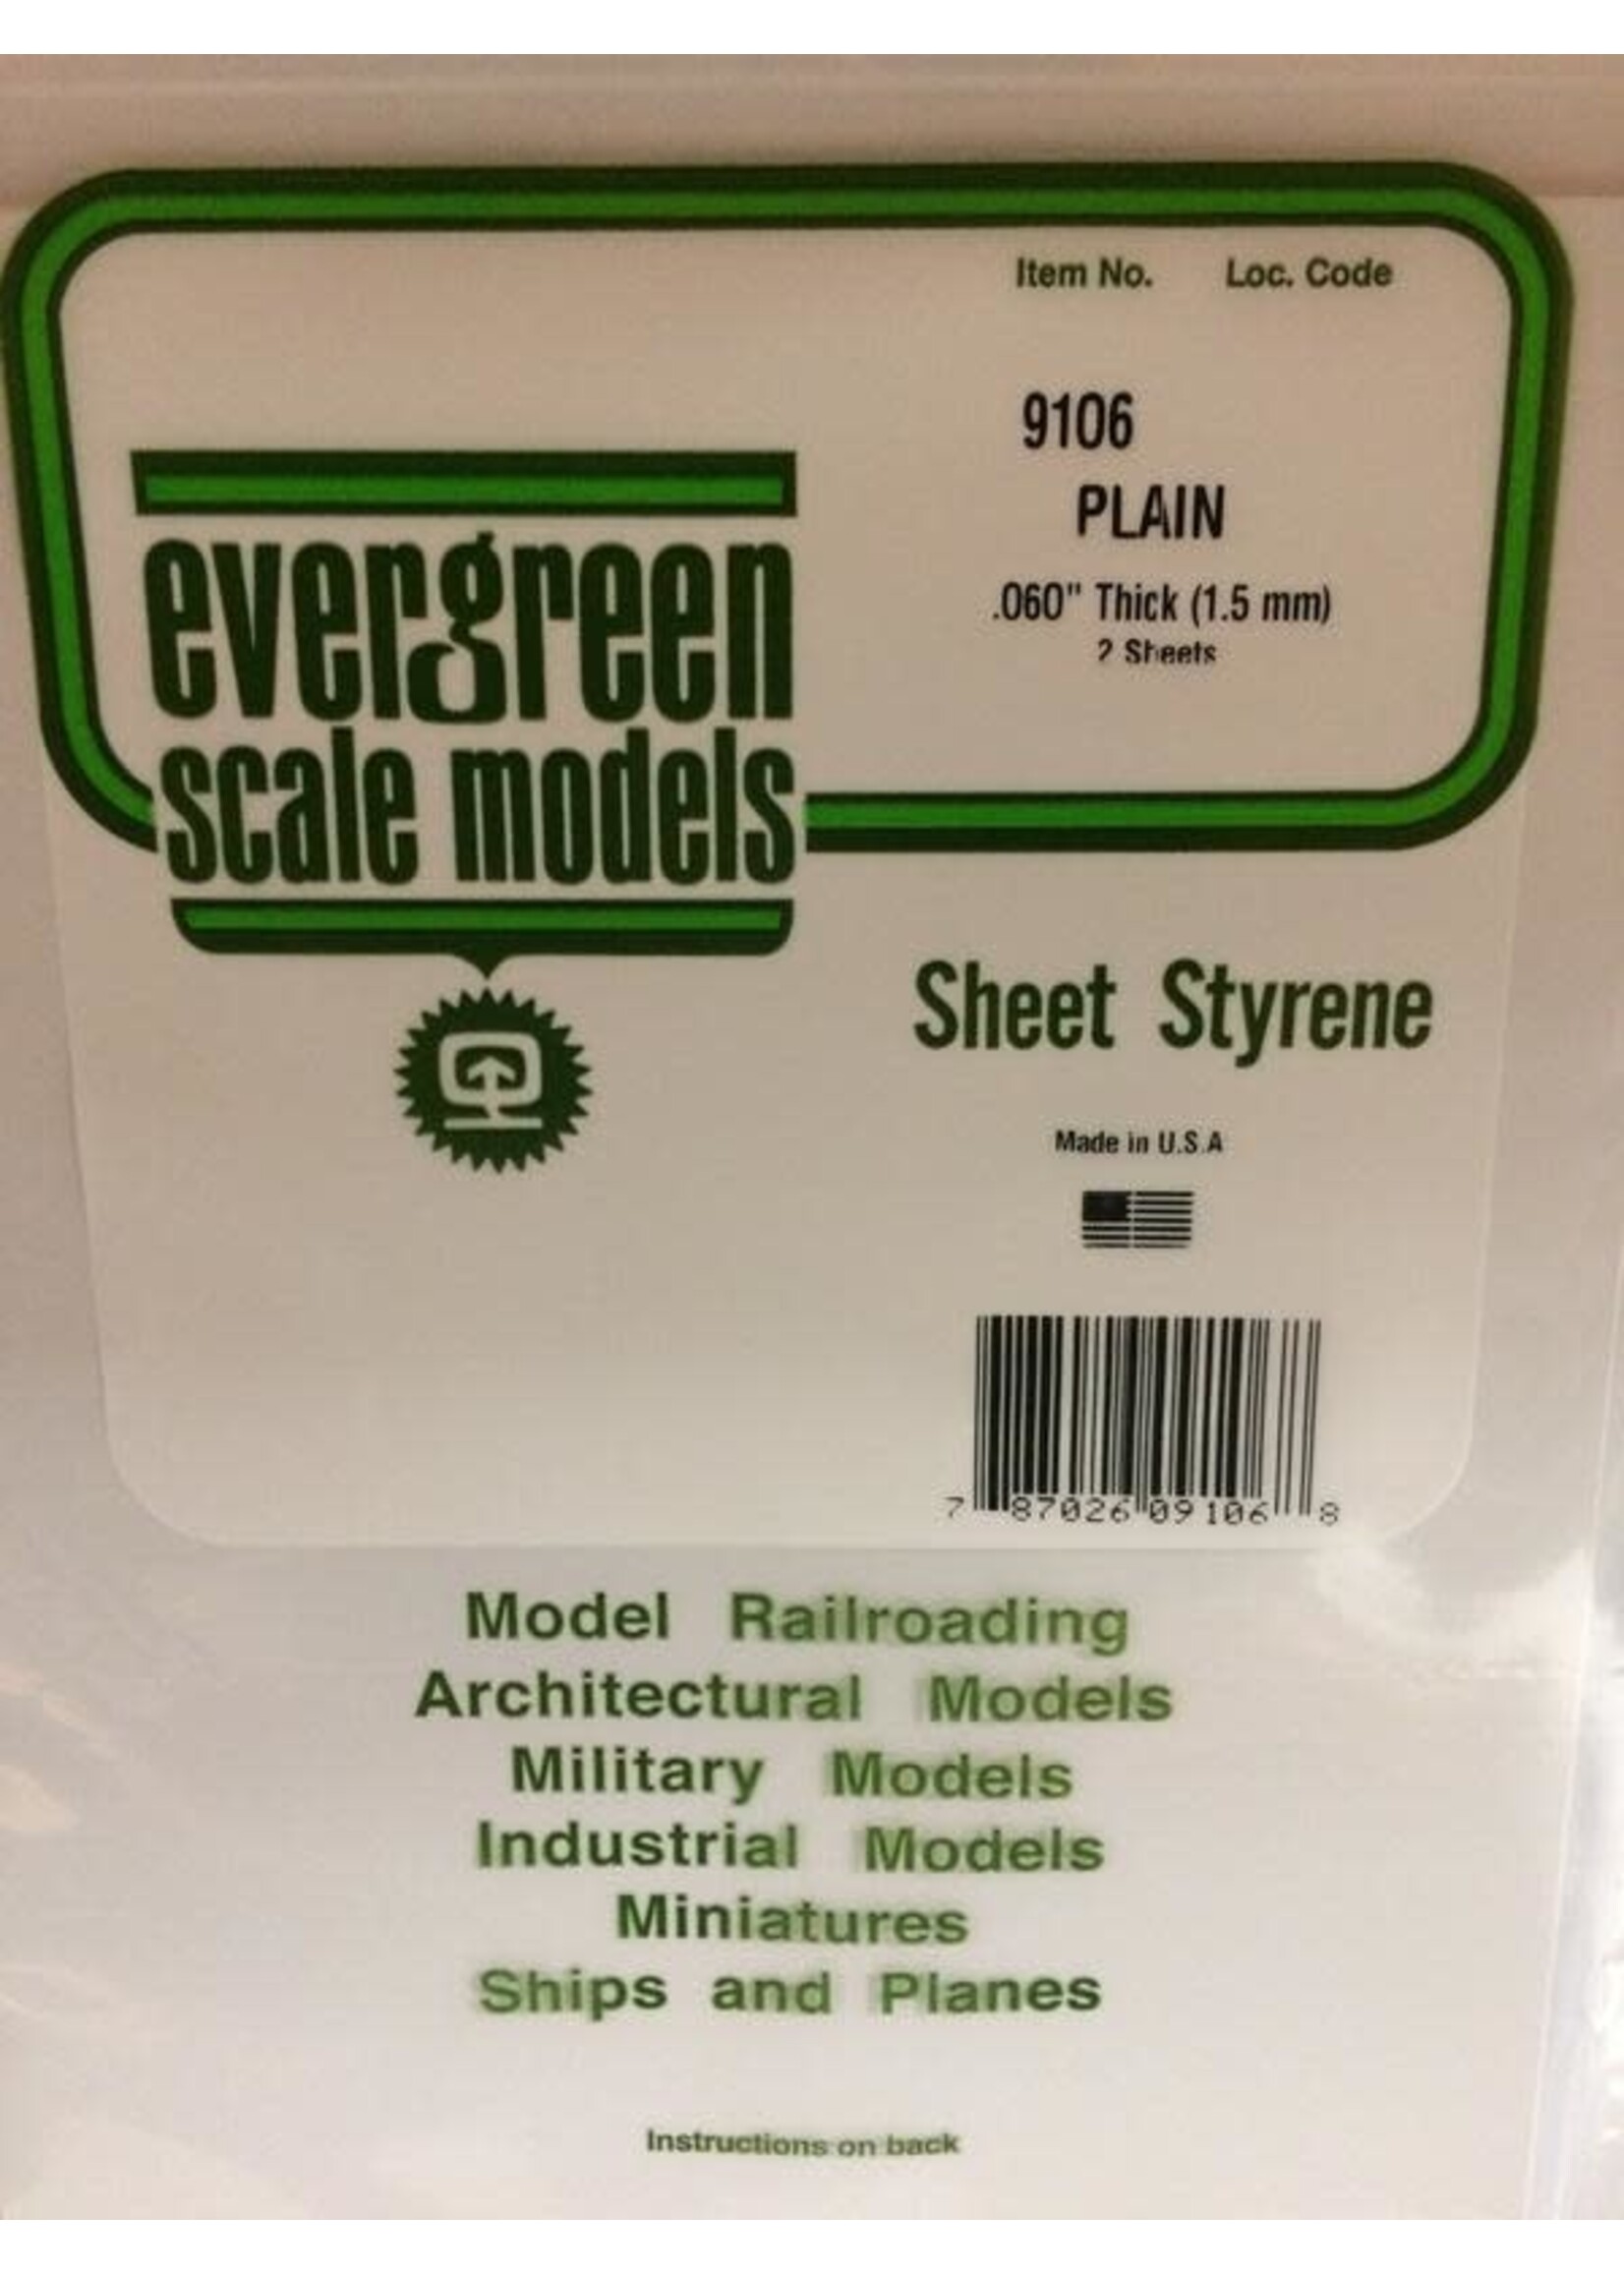 Item No. Loc. Code
9106
PLAIN
.060" Thick (1.5 mm)
2 Sheets
evergreen
scale models
Sheet Styrene
Made in U.S.A
7 87026 09106 8
Model Railroading
Architectural Models
Military Models
Industrial Models
Miniatures
Ships and Planes
Instructions on back